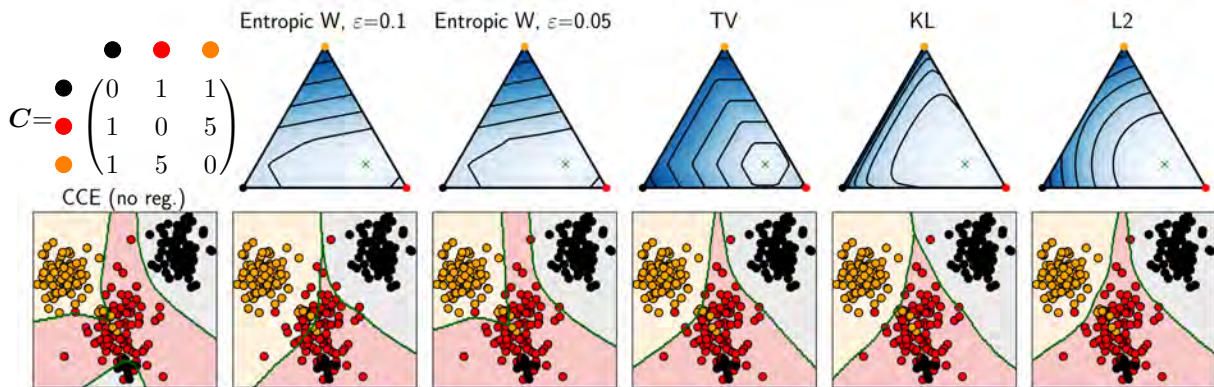 Entropic W, ε=0.1
Entropic W, ε=0.05
TV
KL
L2
C=
0 1 1
1 0 5
1 5 0
CCE (no reg.)